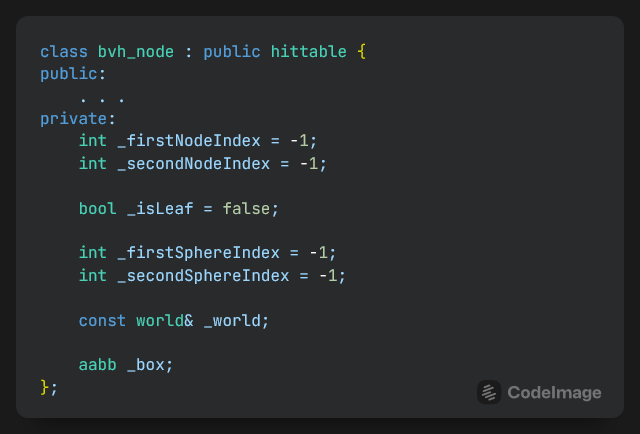 class bvh_node : public hittable {
public:
    . . .
private:
    int _firstNodeIndex = -1;
    int _secondNodeIndex = -1;

    bool _isLeaf = false;

    int _firstSphereIndex = -1;
    int _secondSphereIndex = -1;

    const world& _world;

    aabb _box;
};
CodeImage